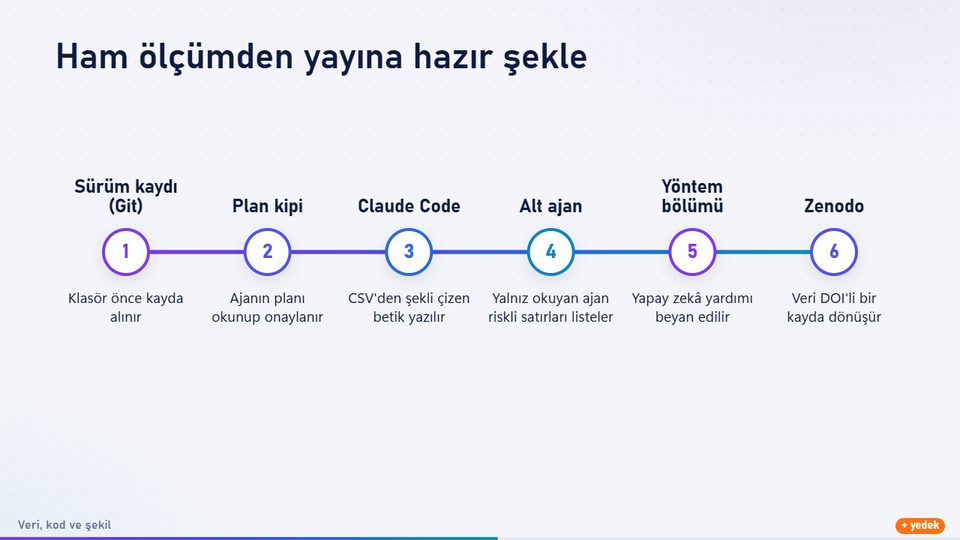 Ham ölçümden yayına hazır şekle
Sürüm kaydı
(Git)
Plan kipi
Claude Code
Alt ajan
Yöntem
bölümü
Zenodo
1
2
3
4
5
6
Klasör önce kayda
alınır
Ajanın planı
okunup onaylanır
CSV'den şekli çizen
betik yazılır
Yalnız okuyan ajan
riskli satırları listeler
Yapay zekâ yardımı
beyan edilir
Veri DOI'li bir
kayda dönüşür
Veri, kod ve şekil
+ yedek